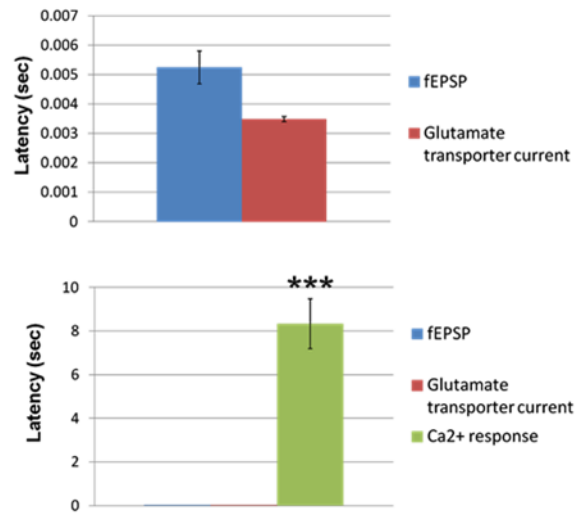 0.007
0.006
0.005
0.004
0.003
0.002
0.001
0
Latency (sec)
fEPSP
Glutamate
transporter current
10
8
6
4
2
0
Latency (sec)
***
fEPSP
Glutamate
transporter current
Ca2+ response